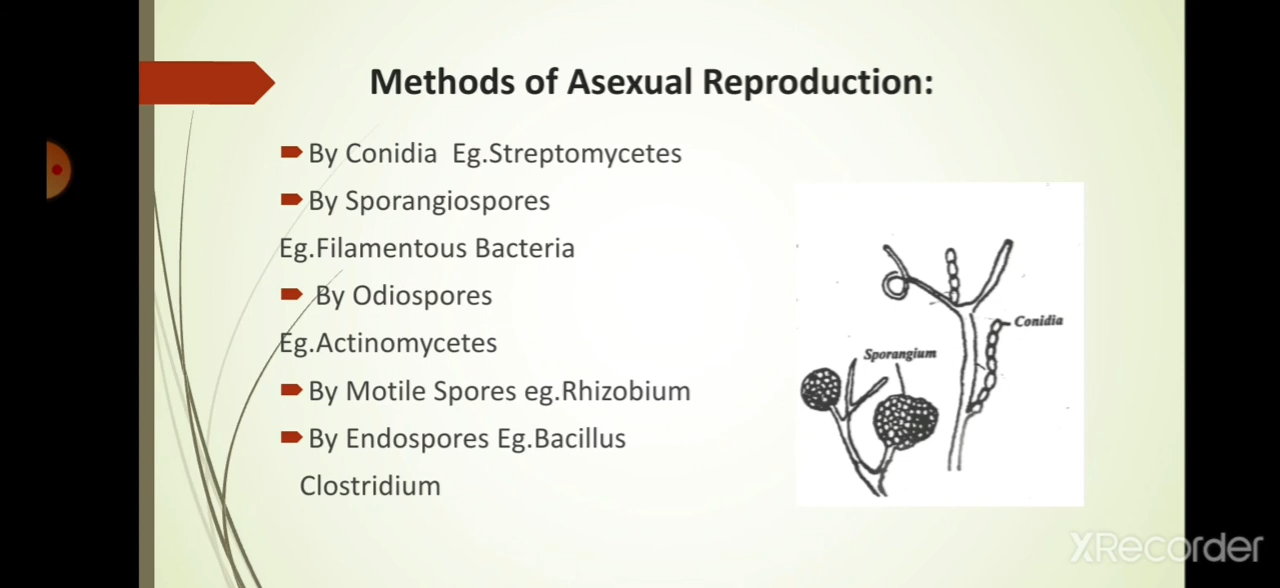 Methods of Asexual Reproduction:
By Conidia Eg.Streptomycetes
By Sporangiospores
Eg.Filamentous Bacteria
By Odiospores
Eg.Actinomycetes
By Motile Spores eg.Rhizobium
By Endospores Eg.Bacillus
Clostridium
Conidia
Sporangium
XRecorder